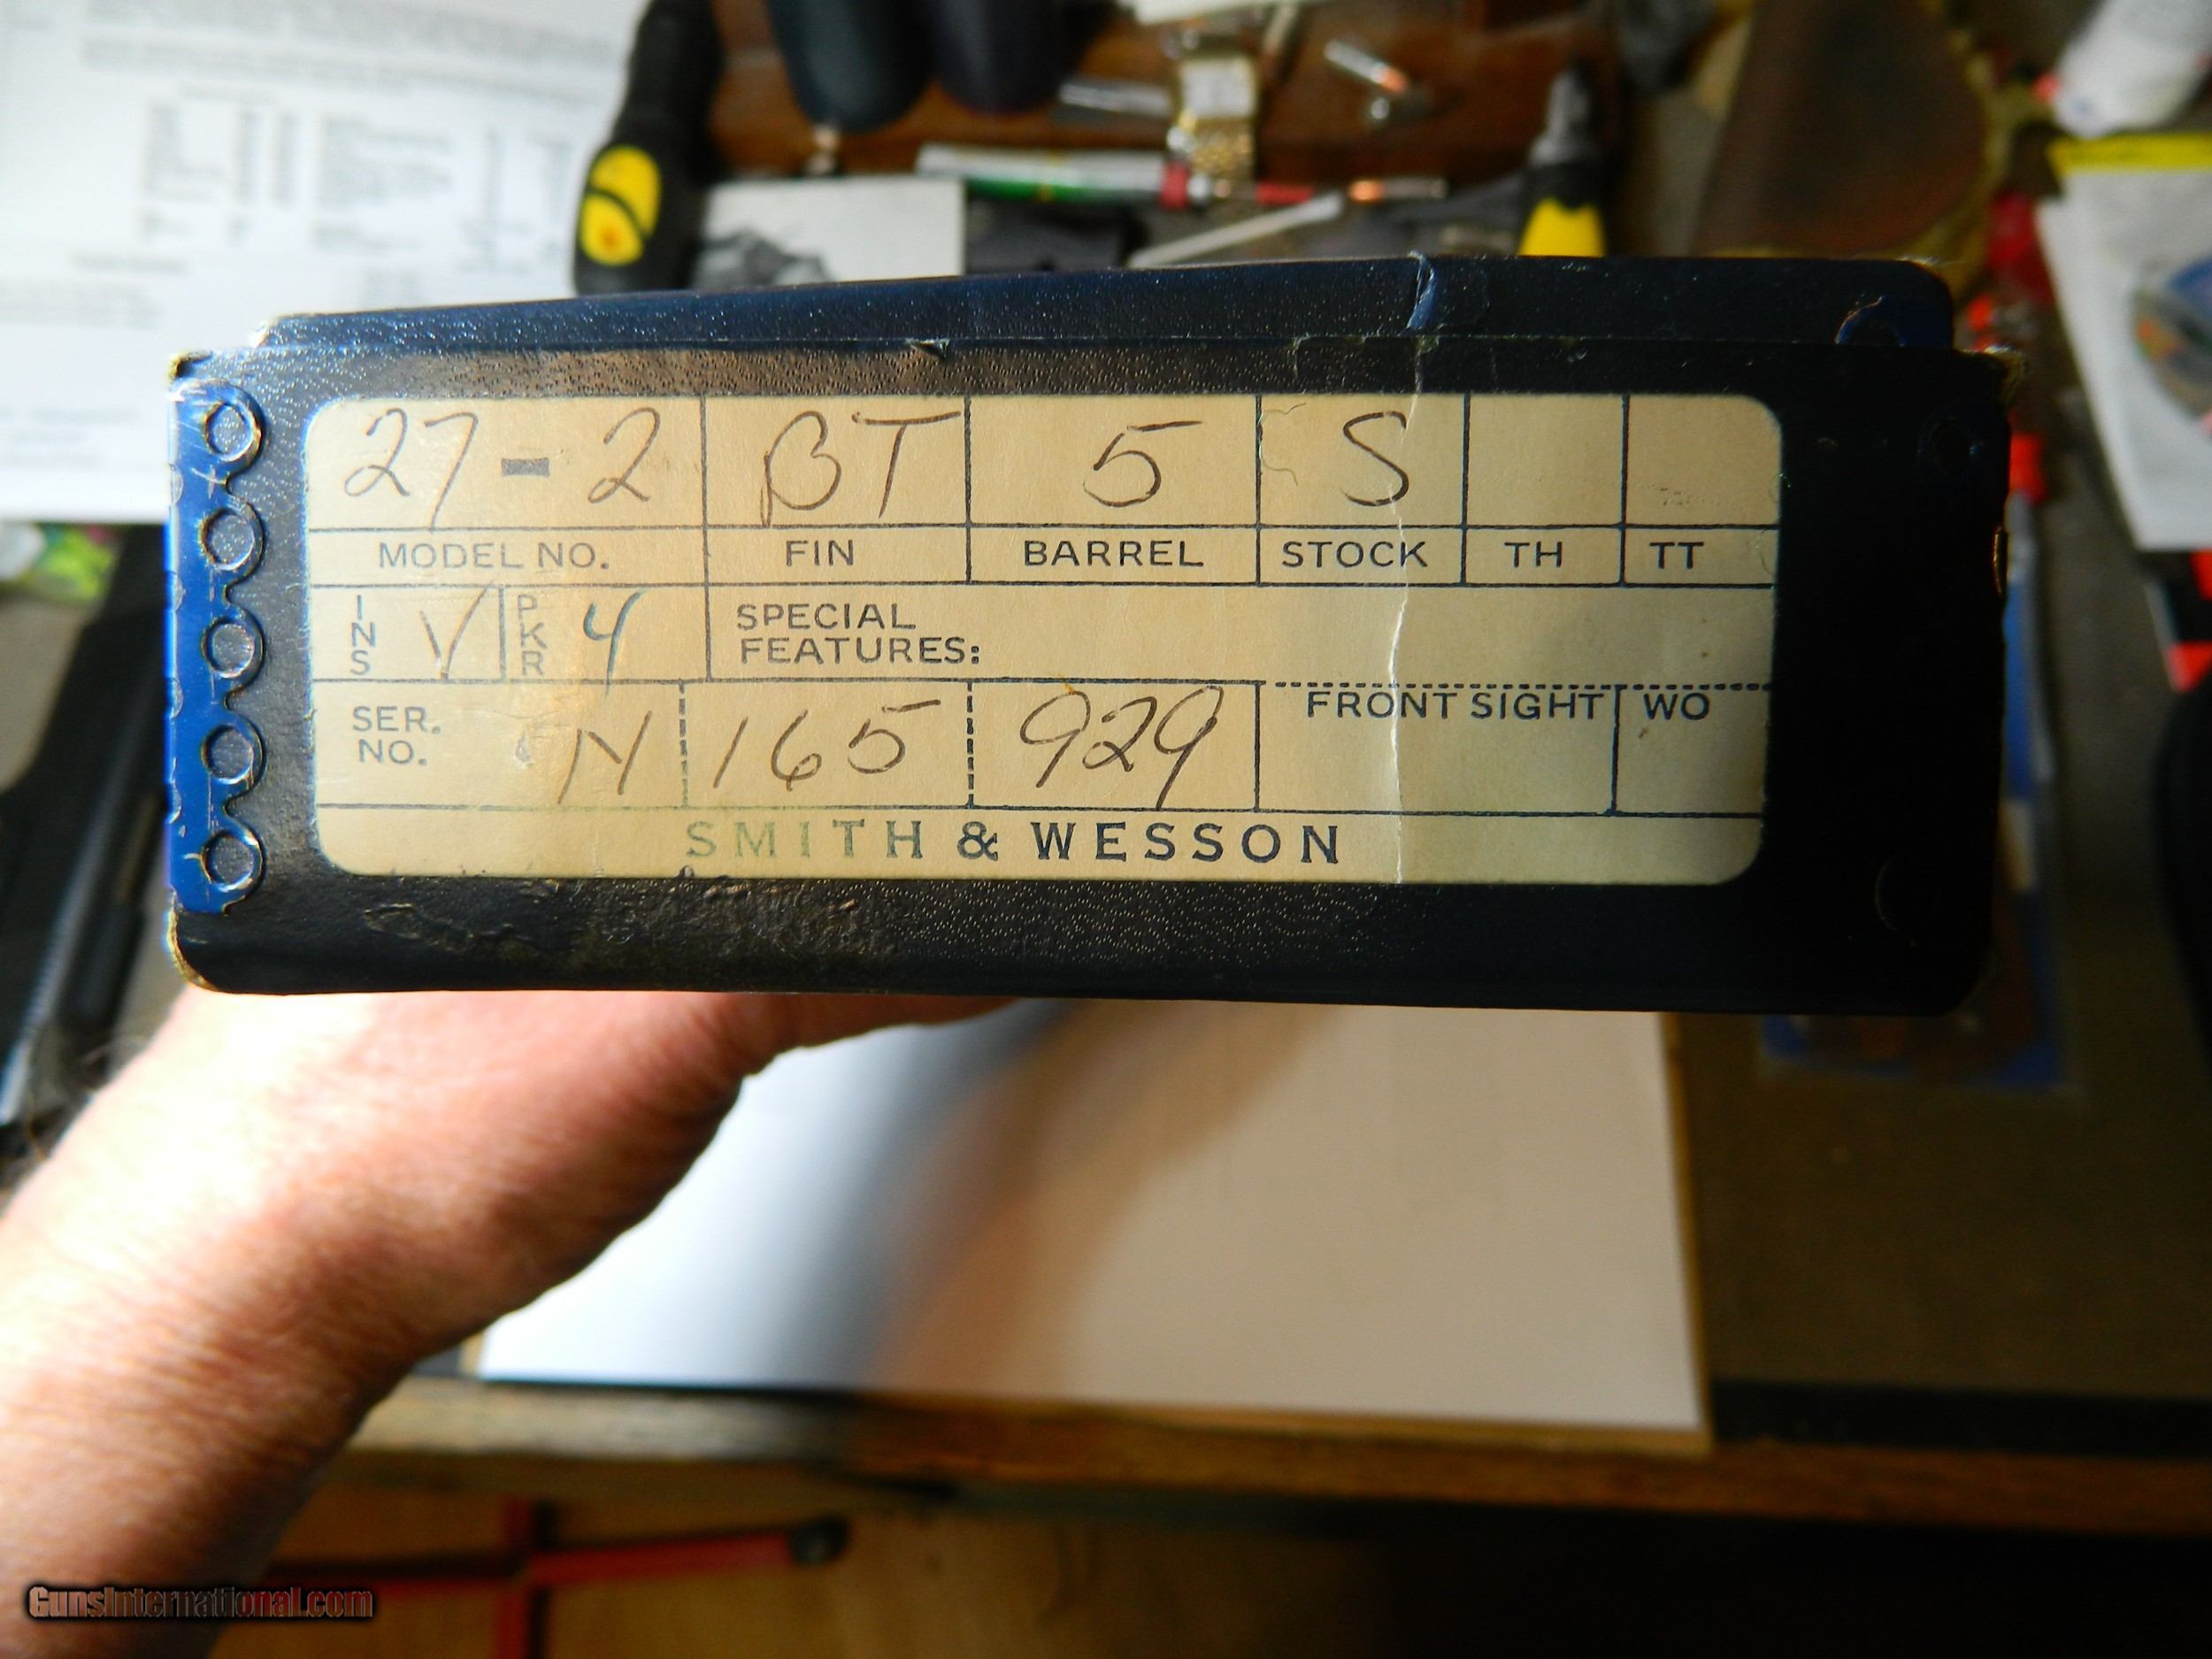 27-2 BT 5 S
MODEL NO. FIN BARREL STOCK TH TT
INS V PKR 4 SPECIAL
FEATURES:
SER. NO. N 165 929 FRONT SIGHT WO
SMITH & WESSON
GunsInternational.com